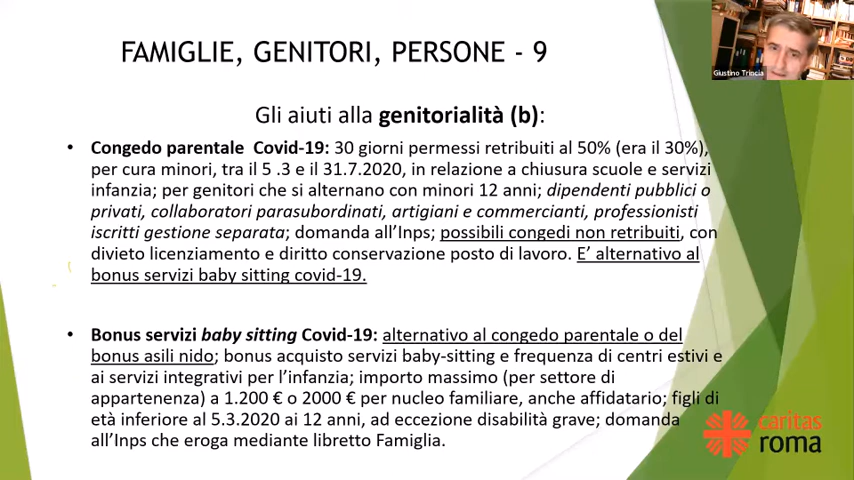 FAMIGLIE, GENITORI, PERSONE - 9
Giustino Trincia
Gli aiuti alla genitorialità (b):
• Congedo parentale Covid-19: 30 giorni permessi retribuiti al 50% (era il 30%),
per cura minori, tra il 5 .3 e il 31.7.2020, in relazione a chiusura scuole e servizi
infanzia; per genitori che si alternano con minori 12 anni; dipendenti pubblici o
privati, collaboratori parasubordinati, artigiani e commercianti, professionisti
iscritti gestione separata; domanda all'Inps; possibili congedi non retribuiti, con
divieto licenziamento e diritto conservazione posto di lavoro. E' alternativo al
bonus servizi baby sitting covid-19.
• Bonus servizi baby sitting Covid-19: alternativo al congedo parentale o del
bonus asili nido; bonus acquisto servizi baby-sitting e frequenza di centri estivi e
ai servizi integrativi per l'infanzia; importo massimo (per settore di
appartenenza) a 1.200 € o 2000 € per nucleo familiare, anche affidatario; figli di
età inferiore al 5.3.2020 ai 12 anni, ad eccezione disabilità grave; domanda
all'Inps che eroga mediante libretto Famiglia.
caritas
roma